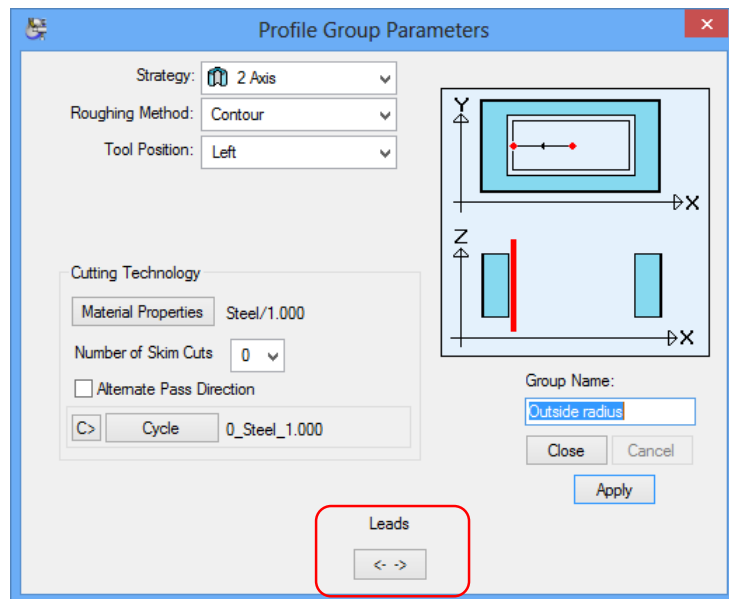 Profile Group Parameters
Strategy: 2 Axis
Roughing Method: Contour
Tool Position: Left
Y
X
Z
X
Cutting Technology
Material Properties Steel/1.000
Number of Skim Cuts 0
Alternate Pass Direction
C> Cycle 0_Steel_1.000
Group Name:
Outside radius
Close Cancel
Apply
Leads
<- ->